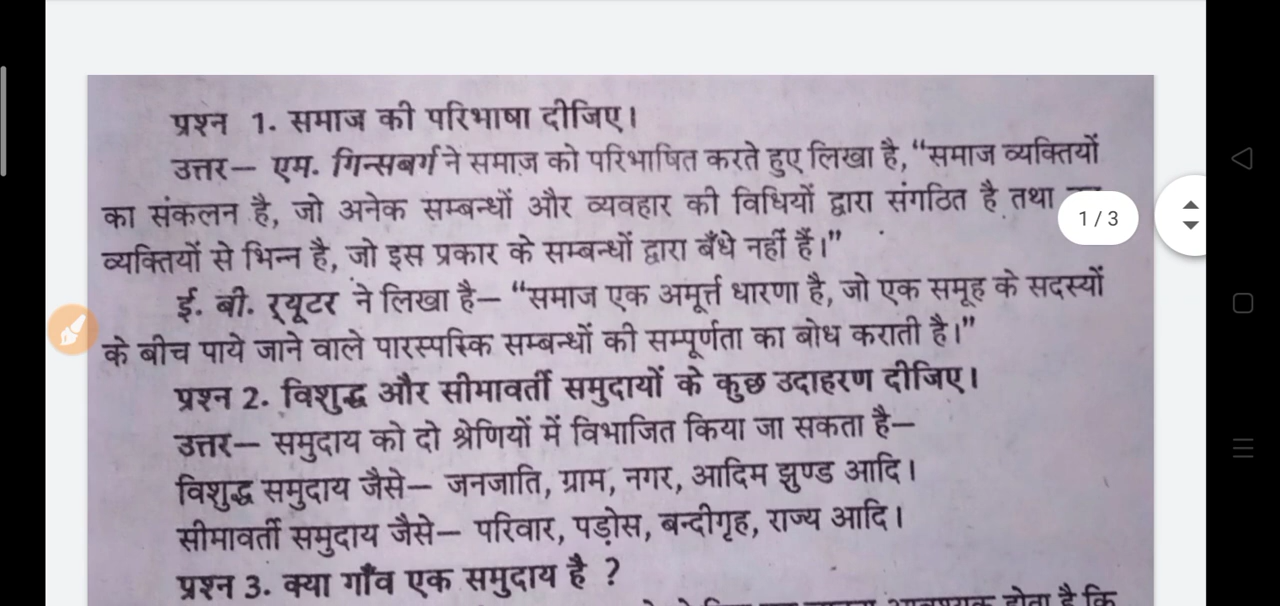 प्रश्न 1. समाज की परिभाषा दीजिए।
उत्तर— एम. गिन्सबर्ग ने समाज को परिभाषित करते हुए लिखा है, “समाज व्यक्तियों
का संकलन है, जो अनेक सम्बन्धों और व्यवहार की विधियों द्वारा संगठित है तथा
1 / 3
व्यक्तियों से भिन्न है, जो इस प्रकार के सम्बन्धों द्वारा बँधे नहीं हैं।”
ई. बी. र्‌यूटर ने लिखा है— “समाज एक अमूर्त्त धारणा है, जो एक समूह के सदस्यों
के बीच पाये जाने वाले पारस्परिक सम्बन्धों की सम्पूर्णता का बोध कराती है।”
प्रश्न 2. विशुद्ध और सीमावर्ती समुदायों के कुछ उदाहरण दीजिए।
उत्तर— समुदाय को दो श्रेणियों में विभाजित किया जा सकता है—
विशुद्ध समुदाय जैसे— जनजाति, ग्राम, नगर, आदिम झुण्ड आदि।
सीमावर्ती समुदाय जैसे— परिवार, पड़ोस, बन्दीगृह, राज्य आदि।
प्रश्न 3. क्या गाँव एक समुदाय है ?
होता है कि